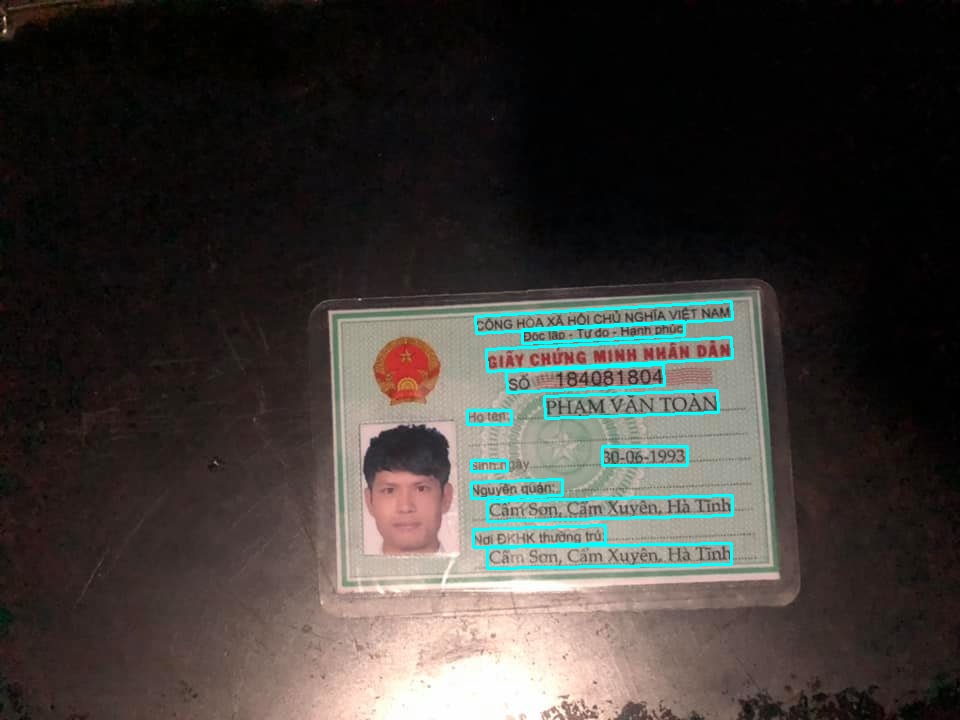 CỘNG HÒA XÃ HỘI CHỦ NGHĨA VIỆT NAM
Độc lập - Tự do - Hạnh phúc
GIẤY CHỨNG MINH NHÂN DÂN
SỐ 184081804
Họ tên: PHẠM VĂN TOÀN
Sinh ngày 30-06-1993
Nguyên quán:
Cẩm Sơn, Cẩm Xuyên, Hà Tĩnh
Nơi ĐKHK thường trú:
Cẩm Sơn, Cẩm Xuyên, Hà Tĩnh